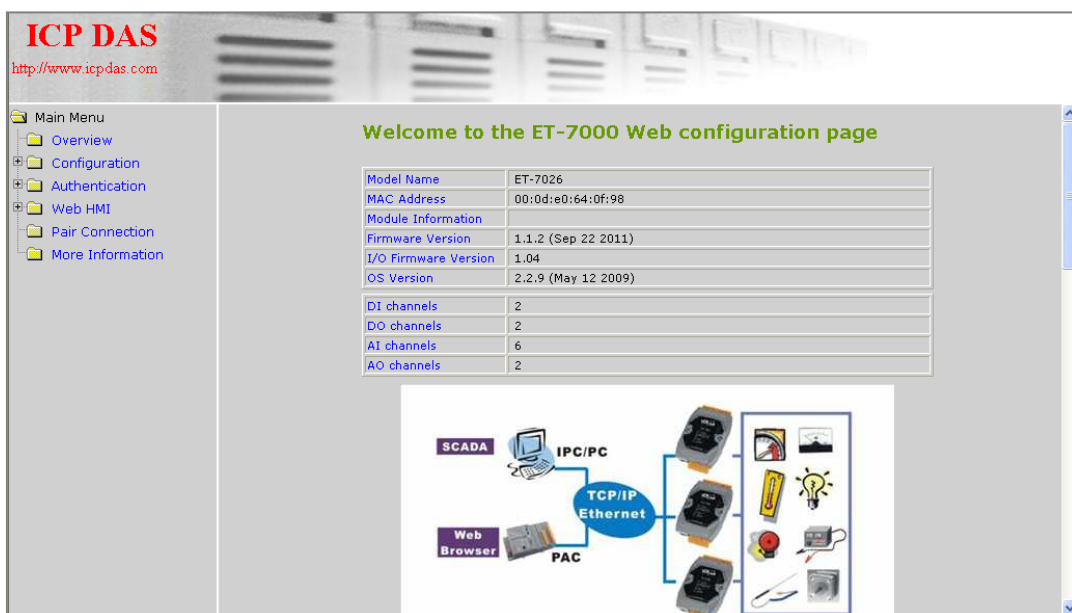 ICP DAS
http://www.icpdas.com
Main Menu
Overview
Configuration
Authentication
Web HMI
Pair Connection
More Information
Welcome to the ET-7000 Web configuration page
Model Name ET-7026
MAC Address 00:0d:e0:64:0f:98
Module Information
Firmware Version 1.1.2 (Sep 22 2011)
I/O Firmware Version 1.04
OS Version 2.2.9 (May 12 2009)
DI channels 2
DO channels 2
AI channels 6
AO channels 2
SCADA
IPC/PC
TCP/IP
Ethernet
Web
Browser
PAC